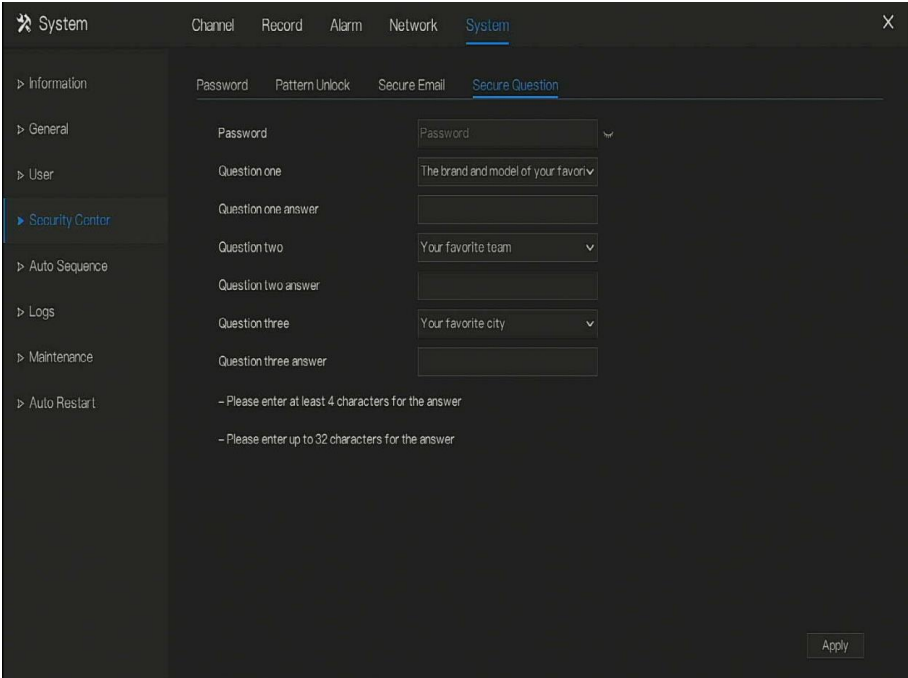 System
Channel Record Alarm Network System X
Information
General
User
Security Center
Auto Sequence
Logs
Maintenance
Auto Restart
Password Pattern Unlock Secure Email Secure Question
Password Password
Question one The brand and model of your favori
Question one answer
Question two Your favorite team
Question two answer
Question three Your favorite city
Question three answer
– Please enter at least 4 characters for the answer
– Please enter up to 32 characters for the answer
Apply